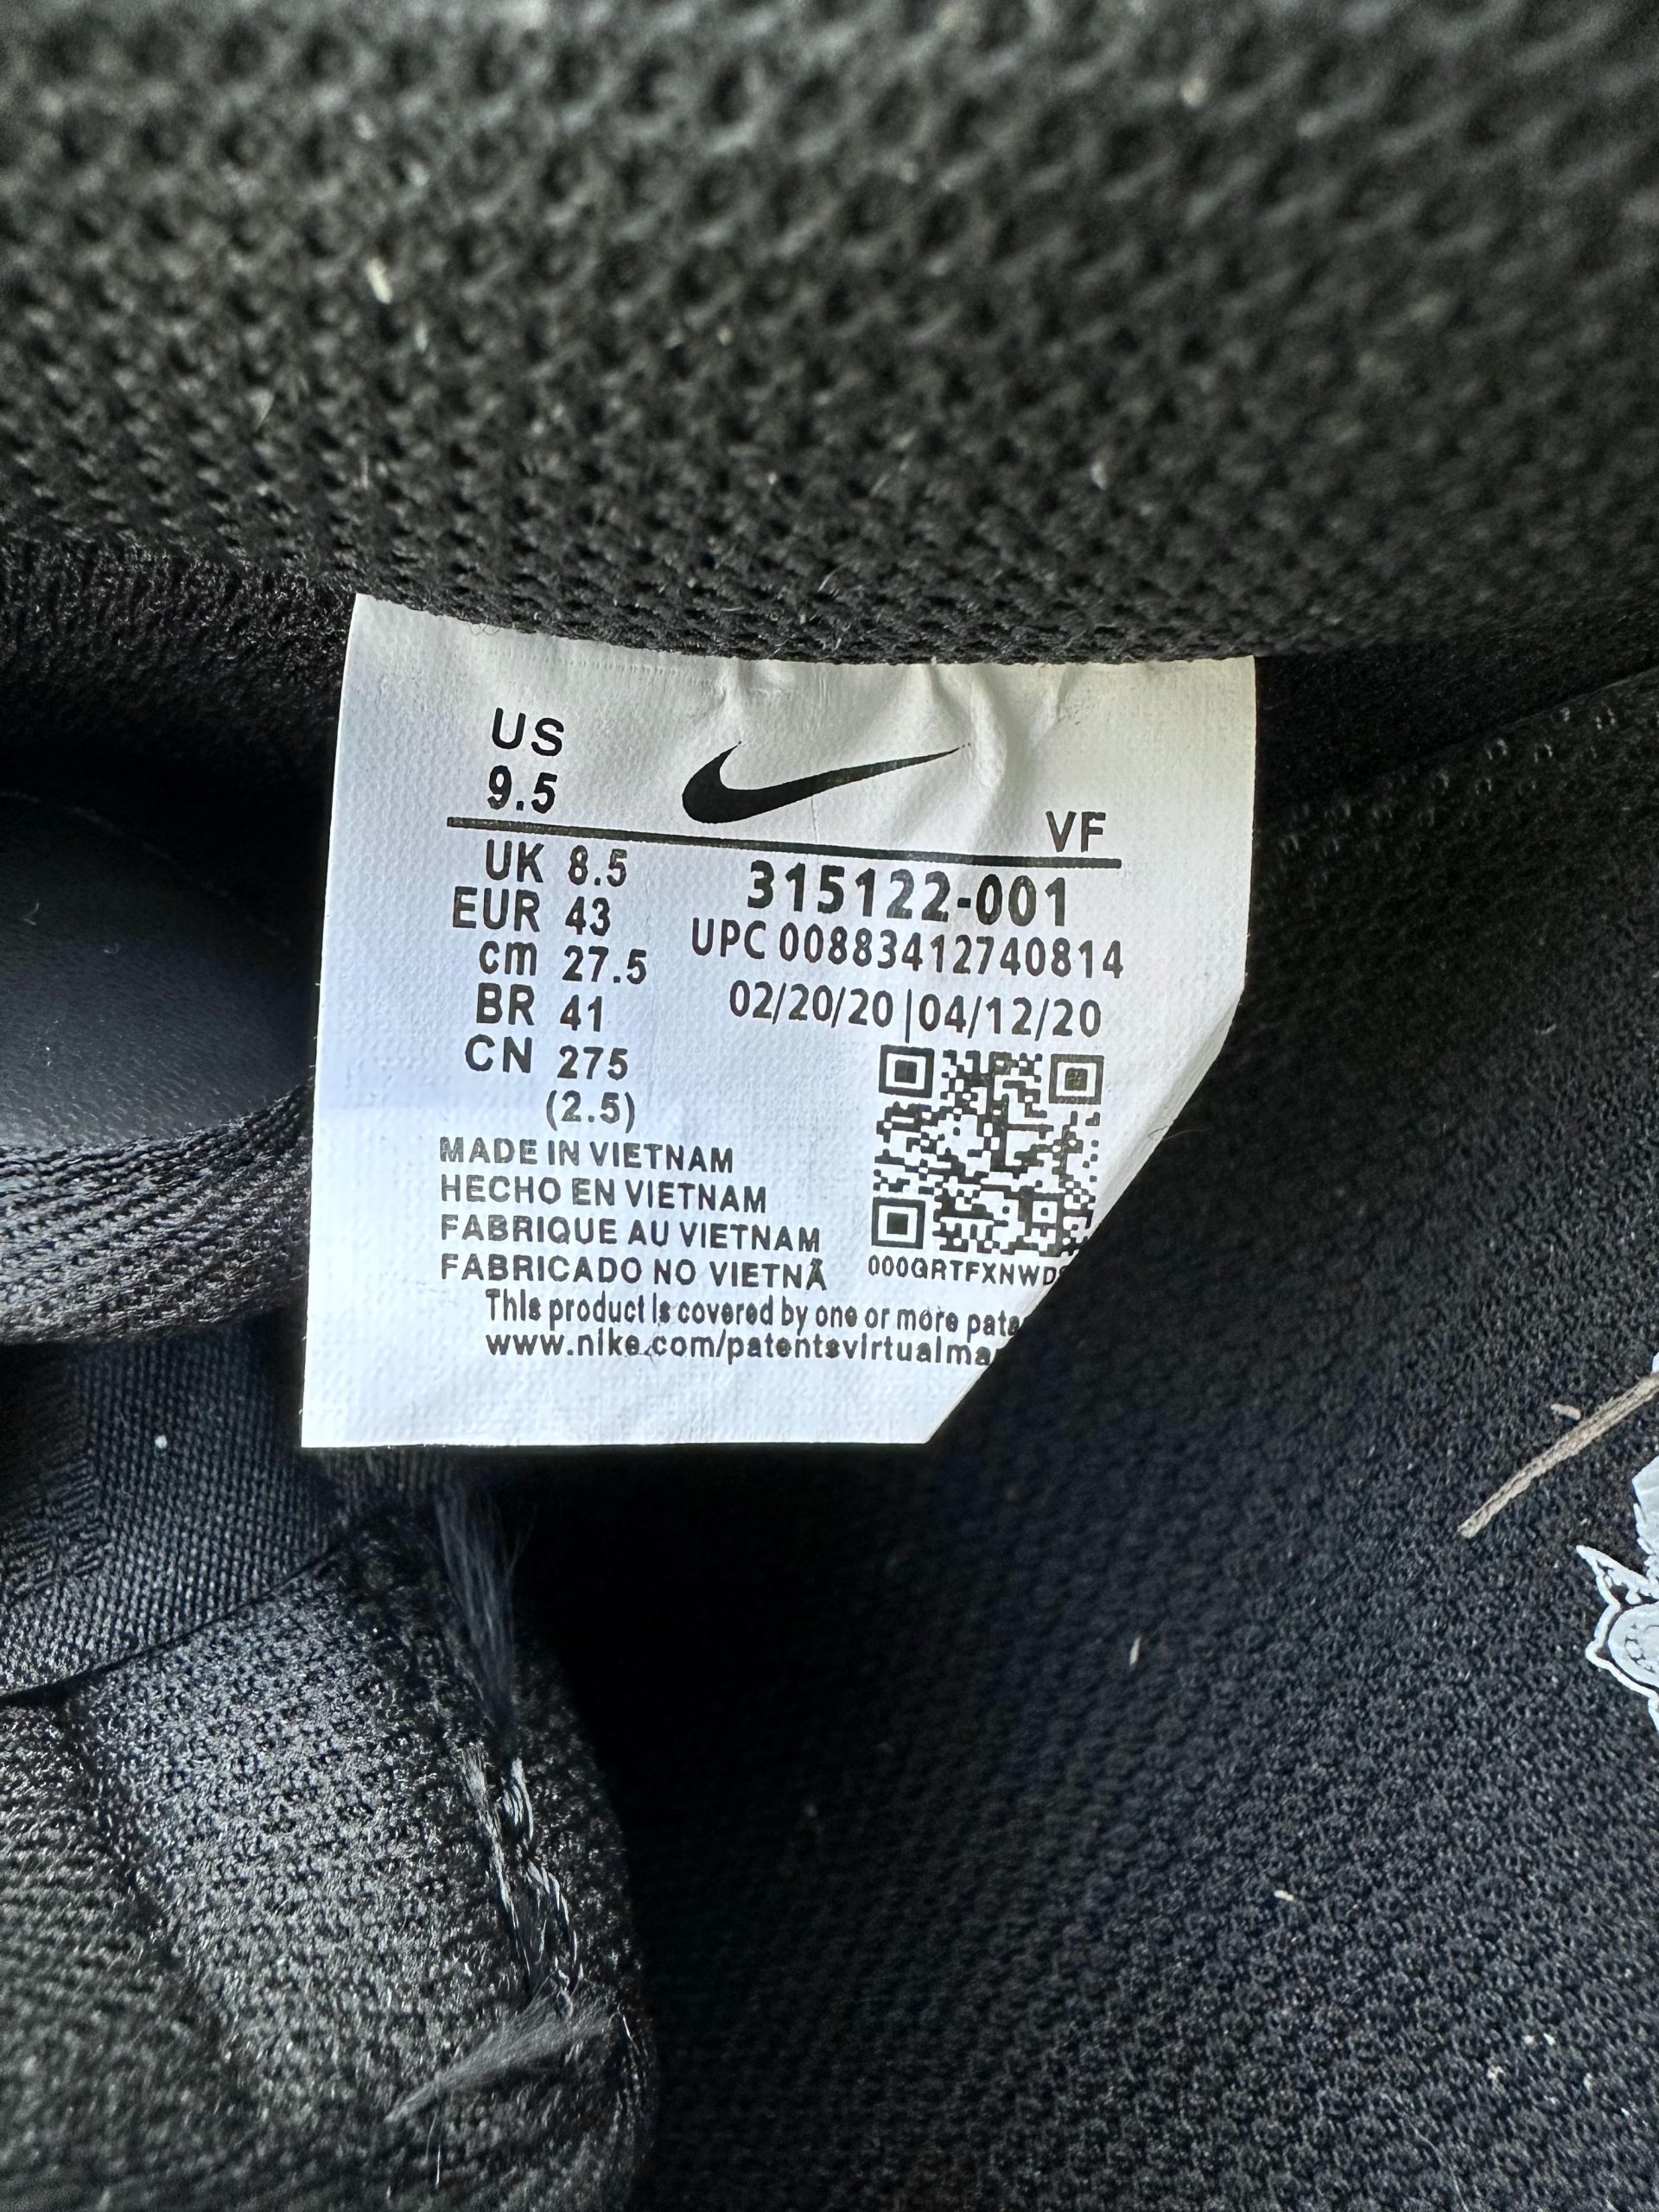 US
9.5
VF
UK 8.5
EUR 43
cm 27.5
BR 41
CN 275
(2.5)
315122-001
UPC 00883412740814
02/20/20 | 04/12/20
MADE IN VIETNAM
HECHO EN VIETNAM
FABRIQUE AU VIETNAM
FABRICADO NO VIETNÃ
000QRTFXNWD
This product is covered by one or more
www.nike.com/patentsvirtualma